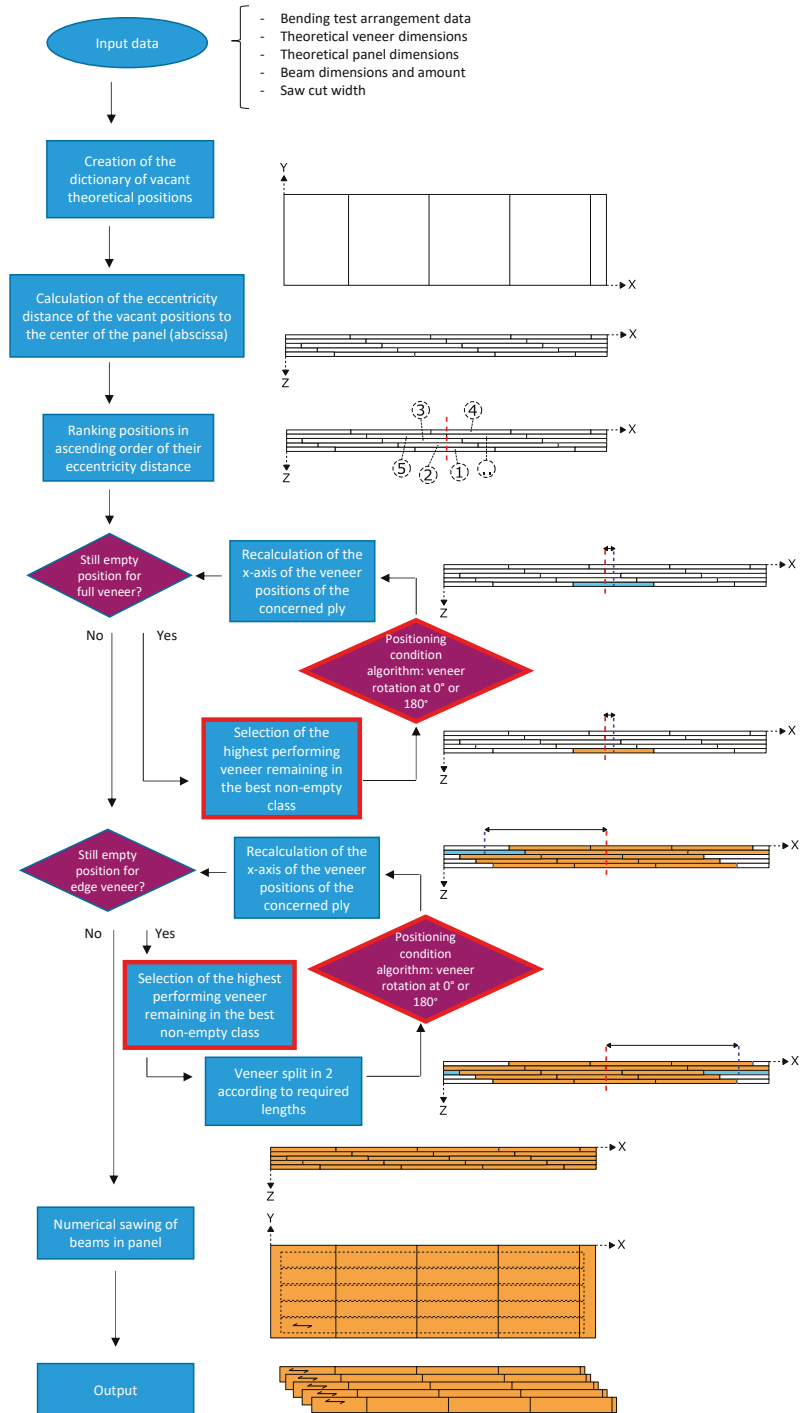 Input data
- Bending test arrangement data
- Theoretical veneer dimensions
- Theoretical panel dimensions
- Beam dimensions and amount
- Saw cut width
Creation of the
dictionary of vacant
theoretical positions
Y
X
Calculation of the eccentricity
distance of the vacant positions to
the center of the panel (abscissa)
X
Z
Ranking positions in
ascending order of their
eccentricity distance
3
4
X
5
2
1
...
Z
Still empty
position for
full veneer?
Recalculation of the
x-axis of the veneer
positions of the
concerned ply
X
Z
No
Yes
Positioning
condition
algorithm: veneer
rotation at 0° or
180°
Selection of the
highest performing
veneer remaining in
the best non-empty
class
X
Z
Still empty
position for
edge veneer?
Recalculation of the
x-axis of the veneer
positions of the
concerned ply
X
Z
No
Yes
Positioning
condition
algorithm: veneer
rotation at 0° or
180°
Selection of the highest
performing veneer
remaining in the best
non-empty class
Veneer split in 2
according to required
lengths
X
Z
X
Z
Numerical sawing of
beams in panel
Y
X
Output